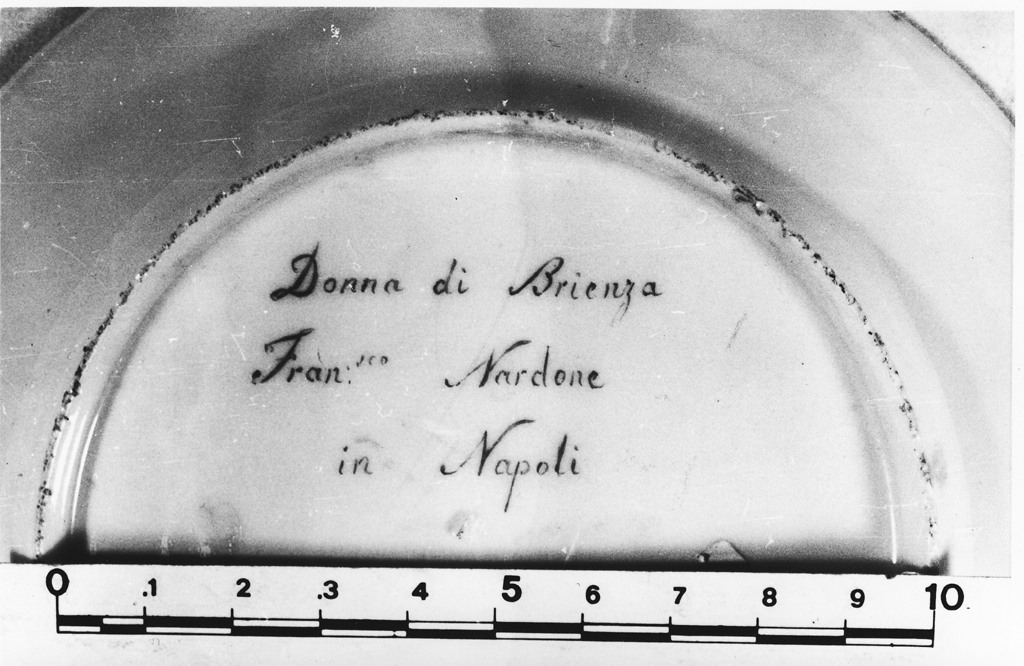 Donna di Brienza
Fran:sco Nardone
in Napoli
0 .1 2 .3 4 5 6 7 8 9 10